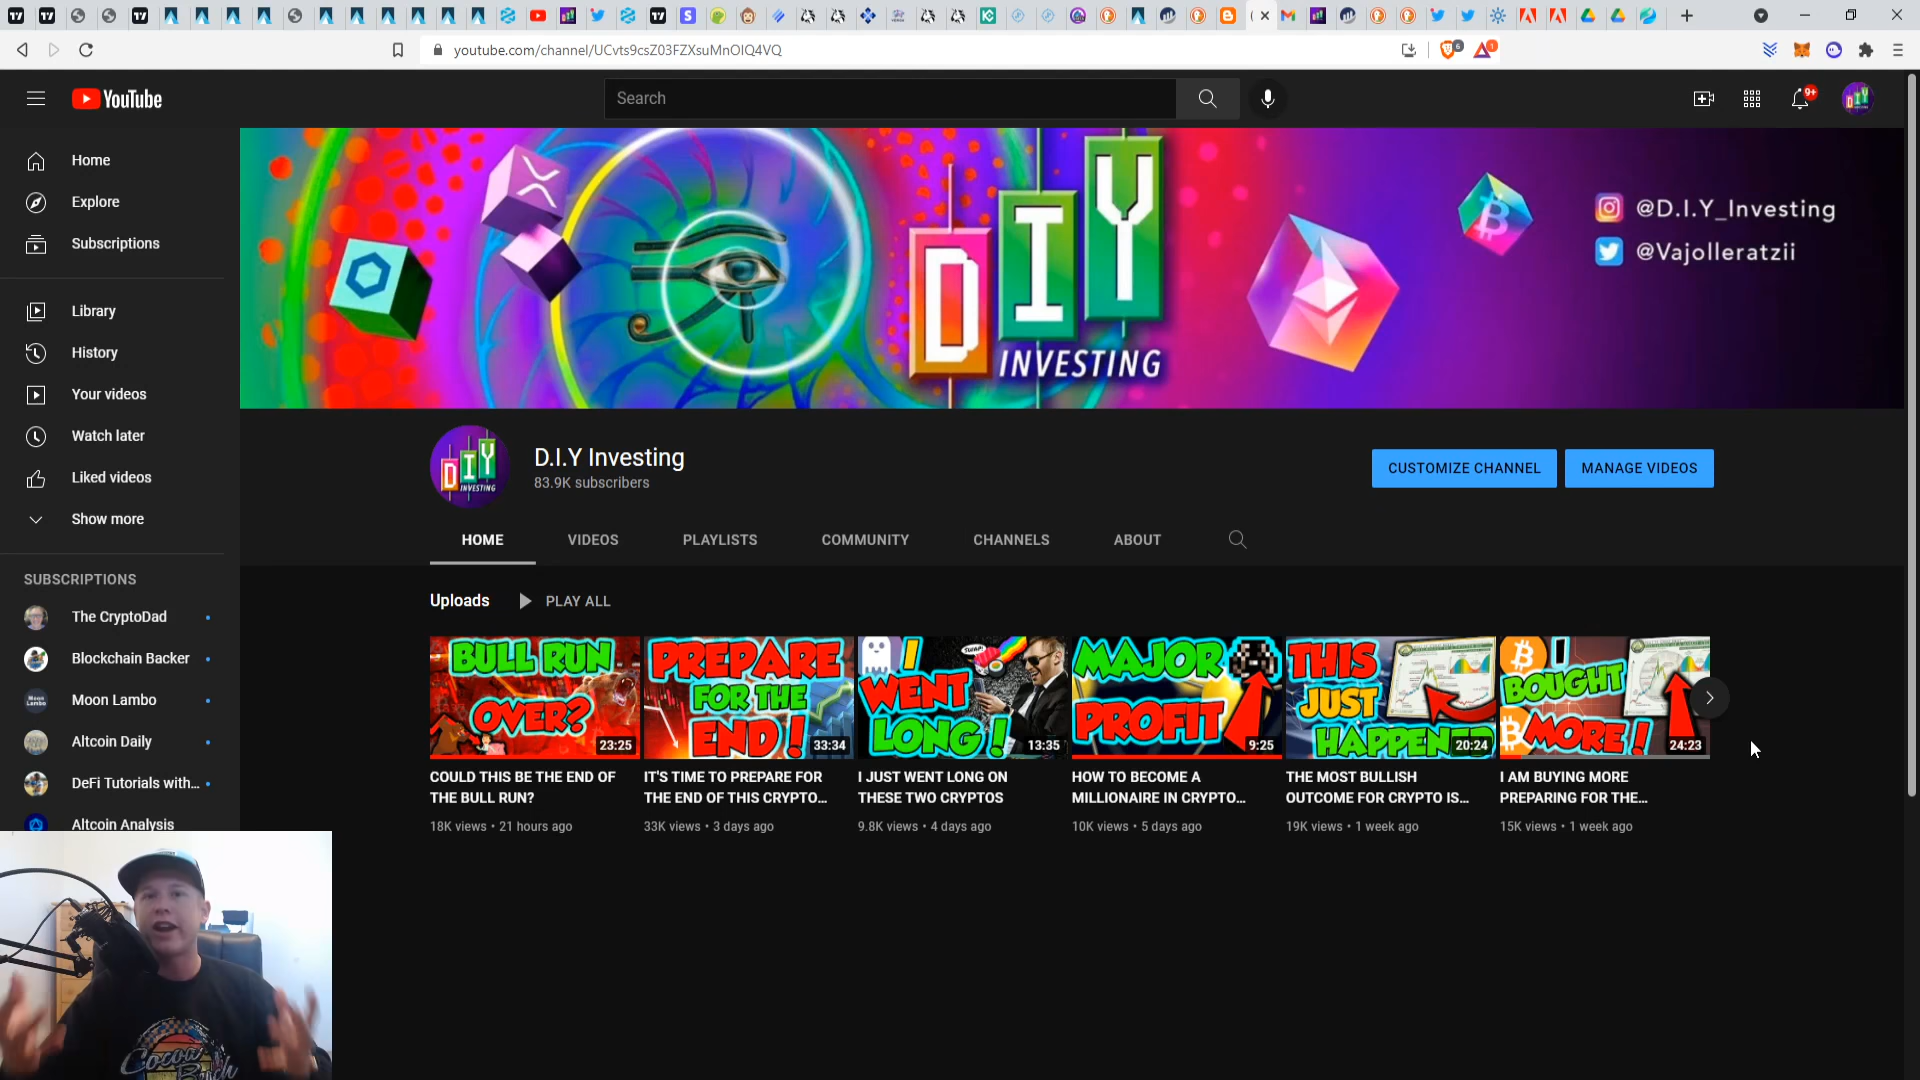 youtube.com/channel/UCvts9csZ03FZXsuMnOIQ4VQ
6
1
YouTube
Search
9+
DIY
Home
Explore
Subscriptions
Library
History
Your videos
Watch later
Liked videos
Show more
SUBSCRIPTIONS
The CryptoDad
Blockchain Backer
Moon Lambo
Altcoin Daily
DeFi Tutorials with...
Altcoin Analysis
DIY
INVESTING
@D.I.Y_Investing
@Vajolleratzii
DIY
INVESTING
D.I.Y Investing
83.9K subscribers
CUSTOMIZE CHANNEL
MANAGE VIDEOS
HOME
VIDEOS
PLAYLISTS
COMMUNITY
CHANNELS
ABOUT
Uploads
PLAY ALL
BULL RUN
OVER?
23:25
COULD THIS BE THE END OF
THE BULL RUN?
18K views • 21 hours ago
PREPARE
FOR THE
END!
33:34
IT'S TIME TO PREPARE FOR
THE END OF THIS CRYPTO...
33K views • 3 days ago
I
WENT
LONG!
13:35
I JUST WENT LONG ON
THESE TWO CRYPTOS
9.8K views • 4 days ago
MAJOR
PROFIT
9:25
HOW TO BECOME A
MILLIONAIRE IN CRYPTO...
10K views • 5 days ago
THIS
JUST
HAPPENED
20:24
THE MOST BULLISH
OUTCOME FOR CRYPTO IS...
19K views • 1 week ago
I
BOUGHT
MORE!
24:23
I AM BUYING MORE
PREPARING FOR THE...
15K views • 1 week ago
Cocoa
Beach